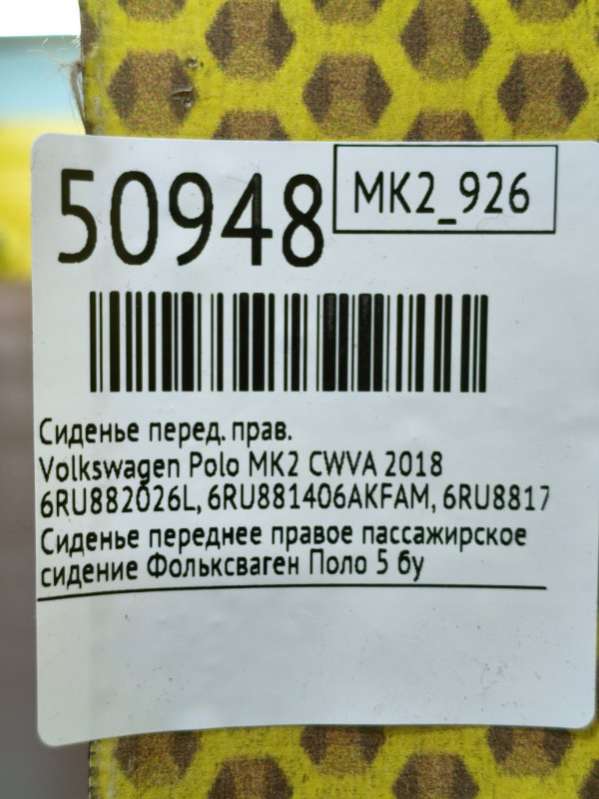 50948
MK2_926
Сиденье перед. прав.
Volkswagen Polo MK2 CWVA 2018
6RU882026L, 6RU881406AKFAM, 6RU8817
Сиденье переднее правое пассажирское
сидение Фольксваген Поло 5 бу